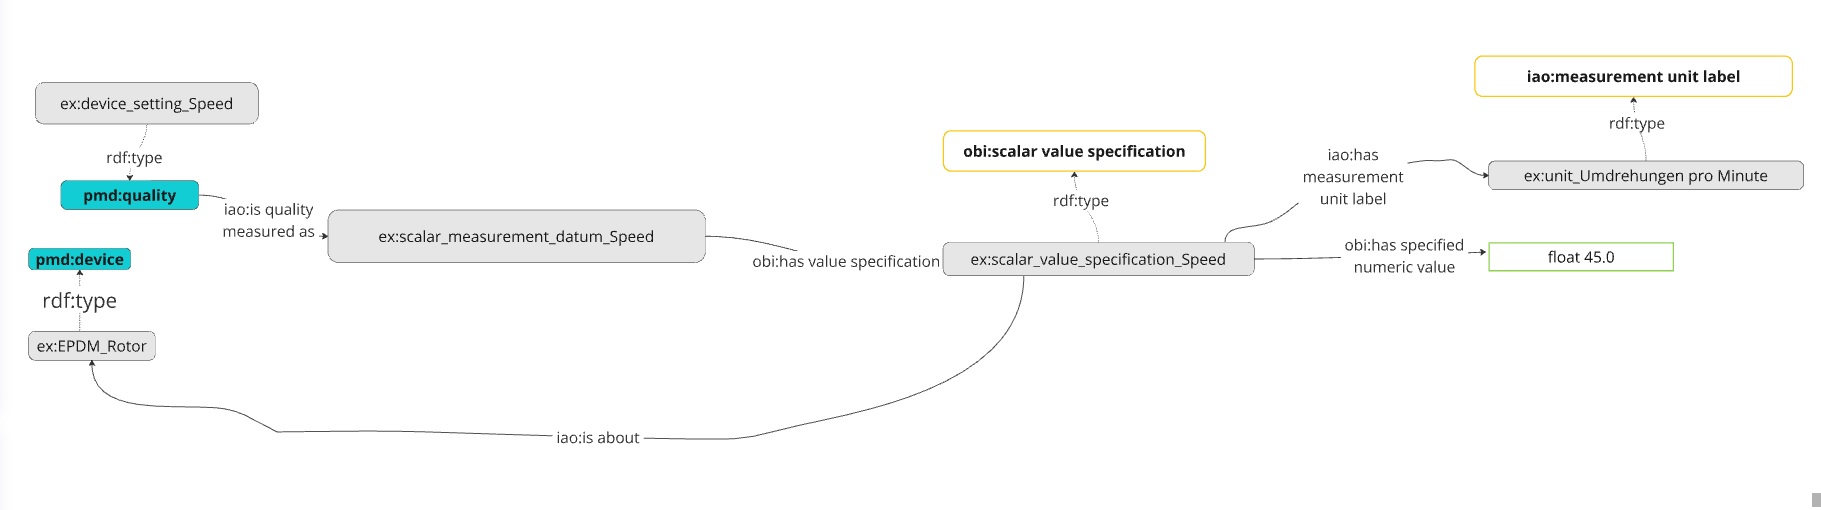 iao:measurement unit label
ex:device_setting_Speed
rdf:type
obi:scalar value specification
rdf:type
iao:has
measurement
unit label
ex:unit_Umdrehungen pro Minute
pmd:quality
iao:is quality
measured as
rdf:type
ex:scalar_measurement_datum_Speed
obi:has value specification
ex:scalar_value_specification_Speed
obi:has specified
numeric value
float 45.0
pmd:device
rdf:type
ex:EPDM_Rotor
iao:is about